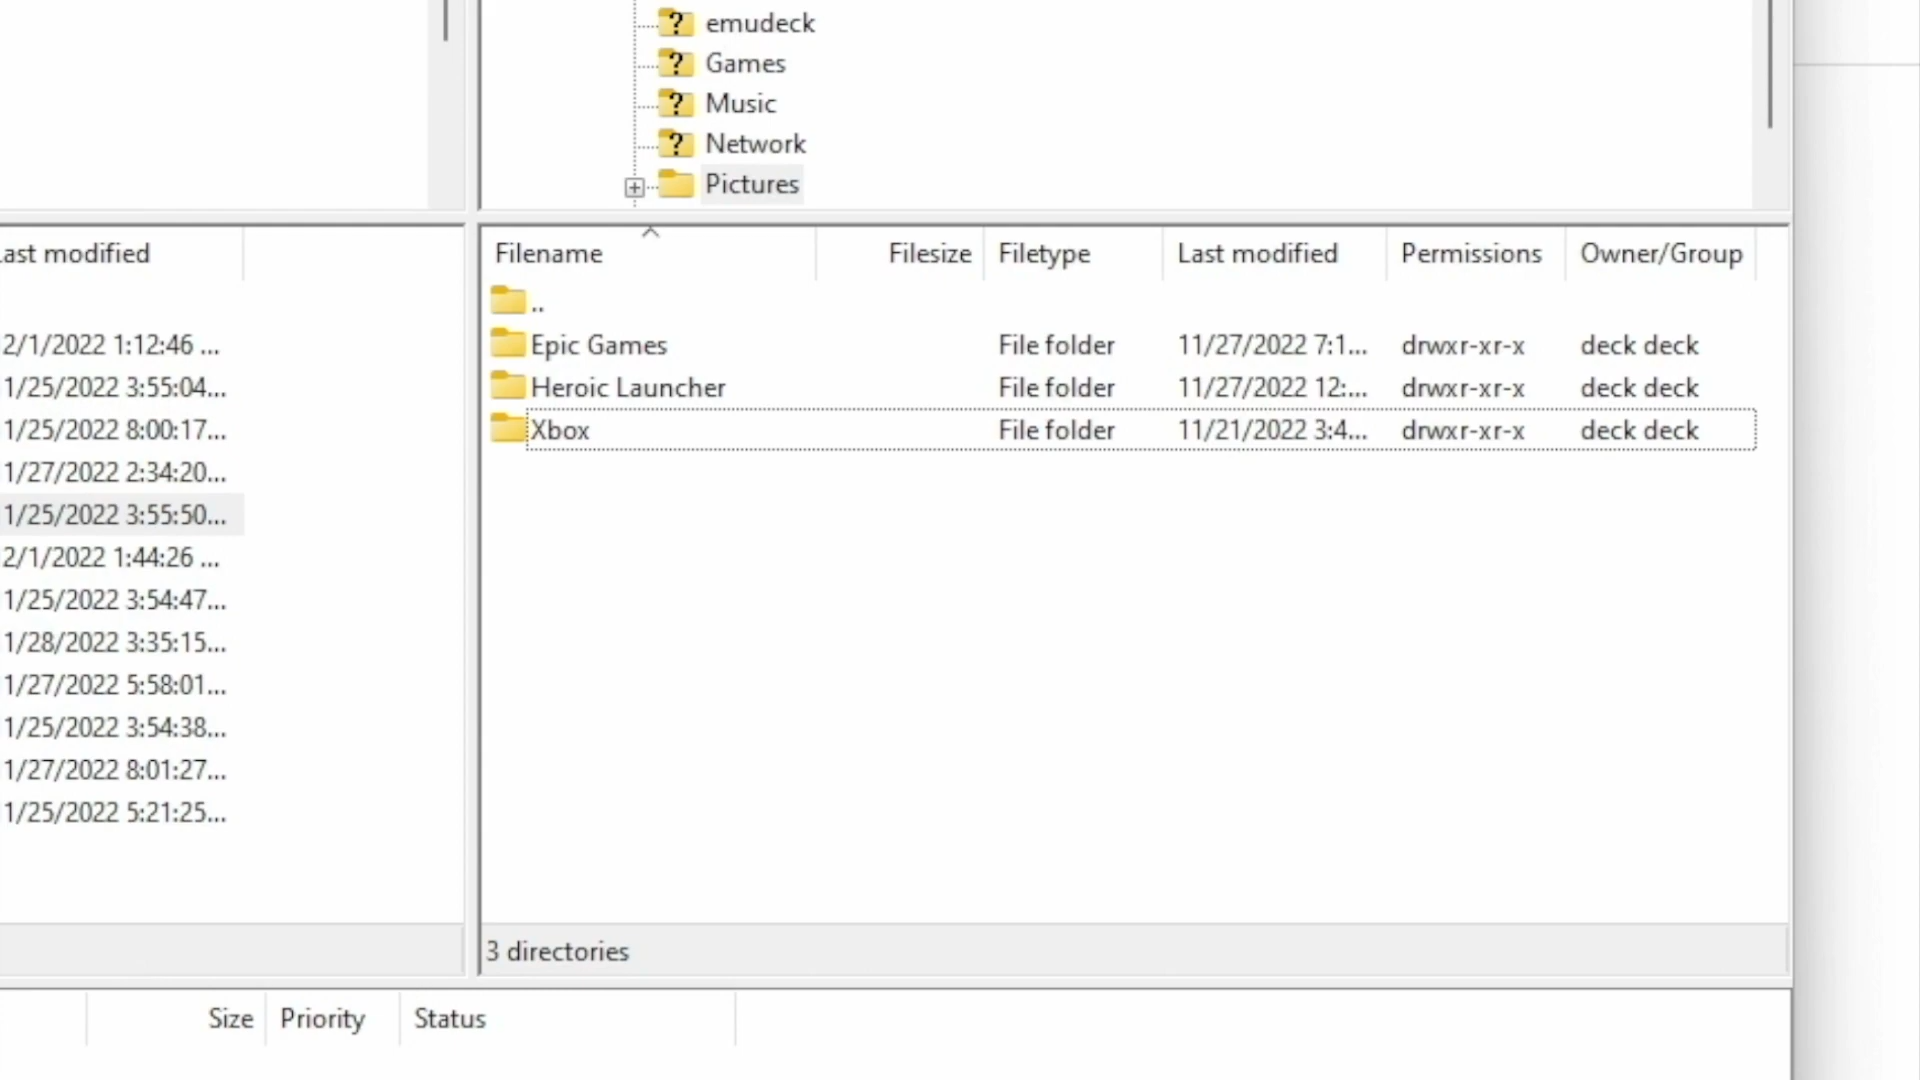 emudeck
Games
Music
Network
Pictures
Last modified
2/1/2022 1:12:46 ...
1/25/2022 3:55:04...
1/25/2022 8:00:17...
1/27/2022 2:34:20...
1/25/2022 3:55:50...
2/1/2022 1:44:26 ...
1/25/2022 3:54:47...
1/28/2022 3:35:15...
1/27/2022 5:58:01...
1/25/2022 3:54:38...
1/27/2022 8:01:27...
1/25/2022 5:21:25...
Filename Filesize Filetype Last modified Permissions Owner/Group
..
Epic Games File folder 11/27/2022 7:1... drwxr-xr-x deck deck
Heroic Launcher File folder 11/27/2022 12:... drwxr-xr-x deck deck
Xbox File folder 11/21/2022 3:4... drwxr-xr-x deck deck
3 directories
Size Priority Status